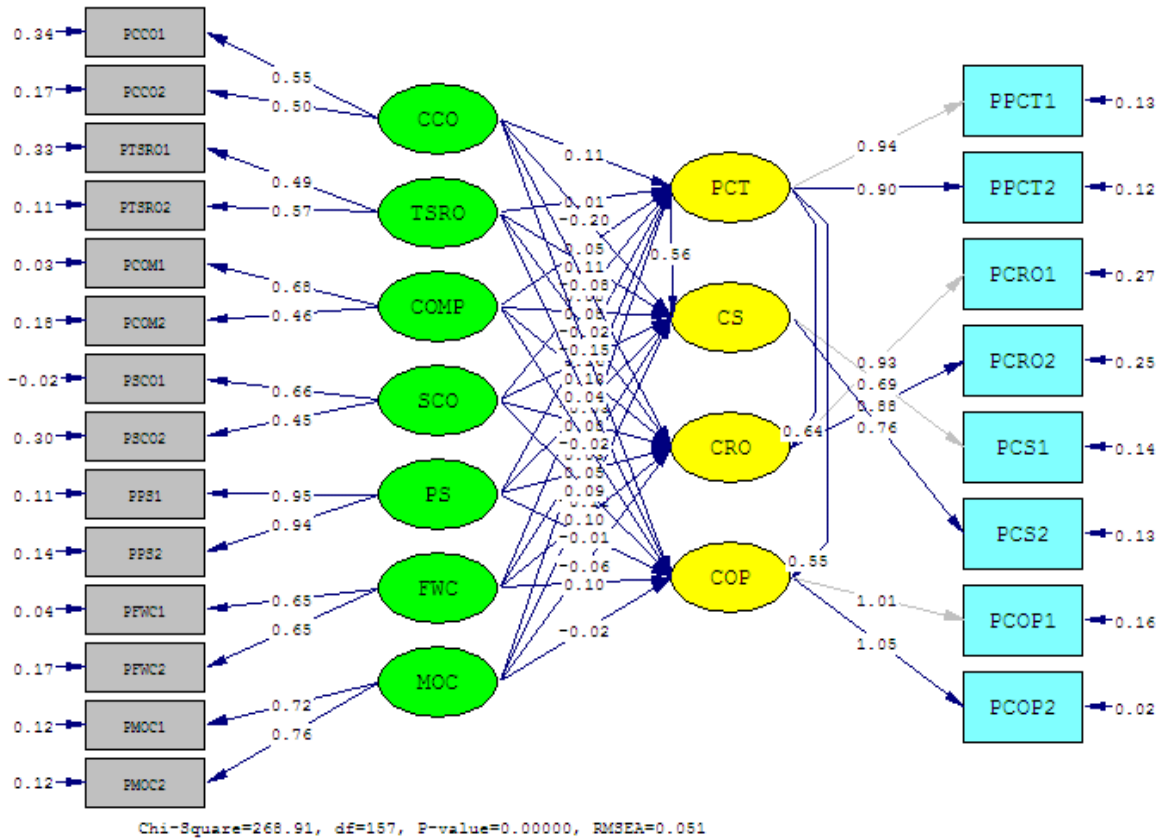 0.34 PCCO1
0.17 PCCO2
0.33 PTSRO1
0.11 PTSRO2
0.03 PCOM1
0.18 PCOM2
-0.02 PSCO1
0.30 PSCO2
0.11 PPS1
0.14 PPS2
0.04 PFWC1
0.17 PFWC2
0.12 PMOC1
0.12 PMOC2
0.55
0.50
0.49
0.57
0.68
0.46
0.66
0.45
0.95
0.94
0.65
0.65
0.72
0.76
CCO
TSRO
COMP
SCO
PS
FWC
MOC
0.11
0.01
-0.20
0.05
0.11
0.56
-0.02
-0.15
0.04
-0.02
0.09
0.10
-0.01
-0.06
0.10
-0.02
PCT
CS
CRO
COP
0.94
0.90
0.93
0.69
0.88
0.76
0.64
0.55
1.01
1.05
PPCT1 0.13
PPCT2 0.12
PCRO1 0.27
PCRO2 0.25
PCS1 0.14
PCS2 0.13
PCOP1 0.16
PCOP2 0.02
Chi-Square=268.91, df=157, P-value=0.00000, RMSEA=0.051